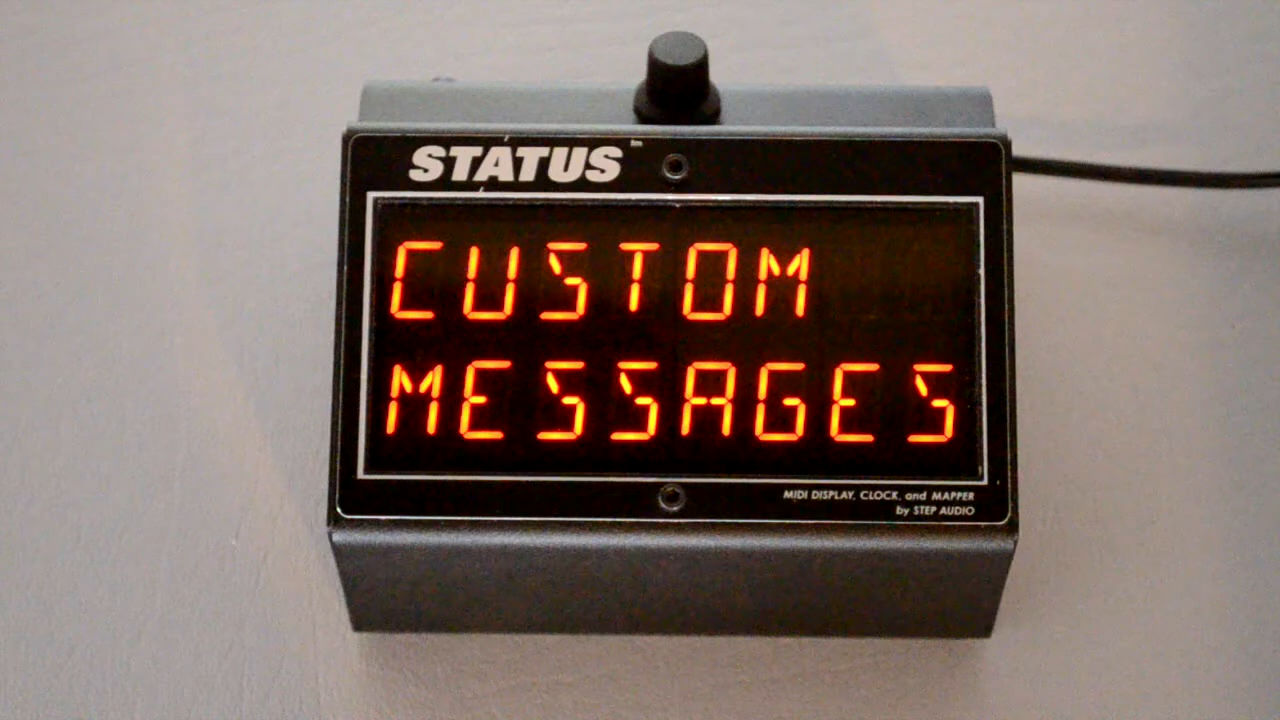 STATUS
CUSTOM
MESSAGES
MIDI DISPLAY, CLOCK, and MAPPER
by STEP AUDIO